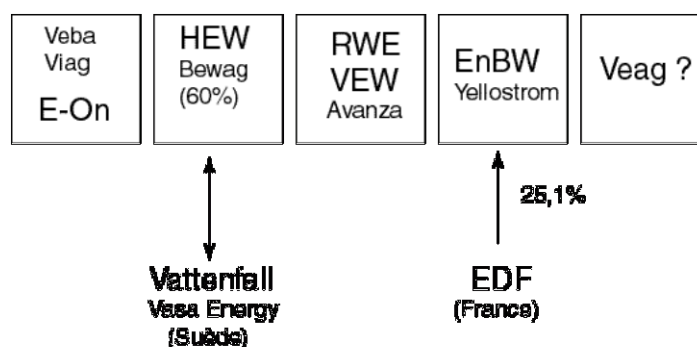 Veba
Viag
E-On
HEW
Bewag
(60%)
RWE
VEW
Avanza
EnBW
Yellostrom
Veag ?
25,1%
Vattenfall
Vasa Energy
(Suède)
EDF
(France)